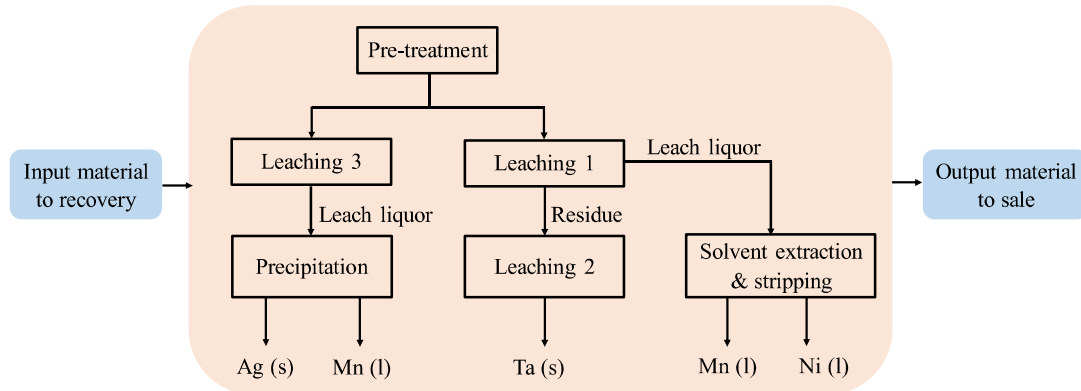 Pre-treatment
Input material
to recovery
Leaching 3
Leaching 1
Leach liquor
Output material
to sale
Leach liquor
Residue
Precipitation
Leaching 2
Solvent extraction
& stripping
Ag (s)
Mn (l)
Ta (s)
Mn (l)
Ni (l)